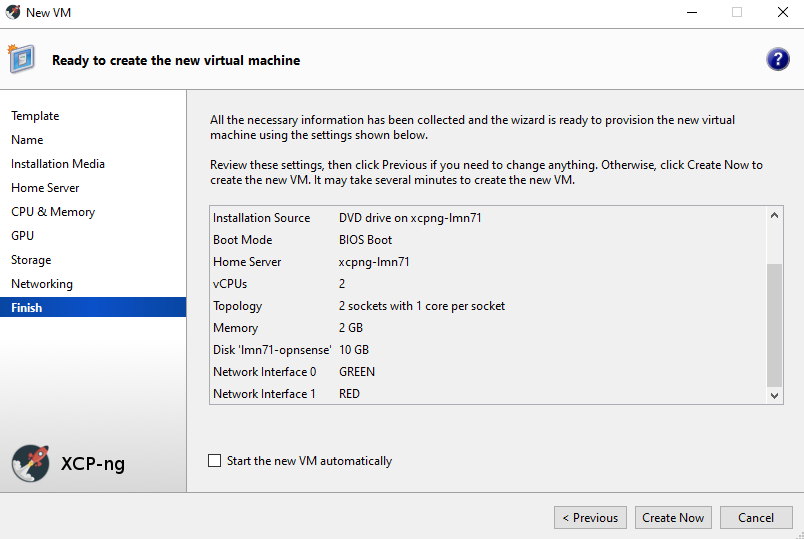 New VM
Ready to create the new virtual machine
?
Template
Name
Installation Media
Home Server
CPU & Memory
GPU
Storage
Networking
Finish
XCP-ng
All the necessary information has been collected and the wizard is ready to provision the new virtual
machine using the settings shown below.
Review these settings, then click Previous if you need to change anything. Otherwise, click Create Now to
create the new VM. It may take several minutes to create the new VM.
Installation Source DVD drive on xcpng-lmn71
Boot Mode BIOS Boot
Home Server xcpng-lmn71
vCPUs 2
Topology 2 sockets with 1 core per socket
Memory 2 GB
Disk 'lmn71-opnsense' 10 GB
Network Interface 0 GREEN
Network Interface 1 RED
Start the new VM automatically
< Previous Create Now Cancel